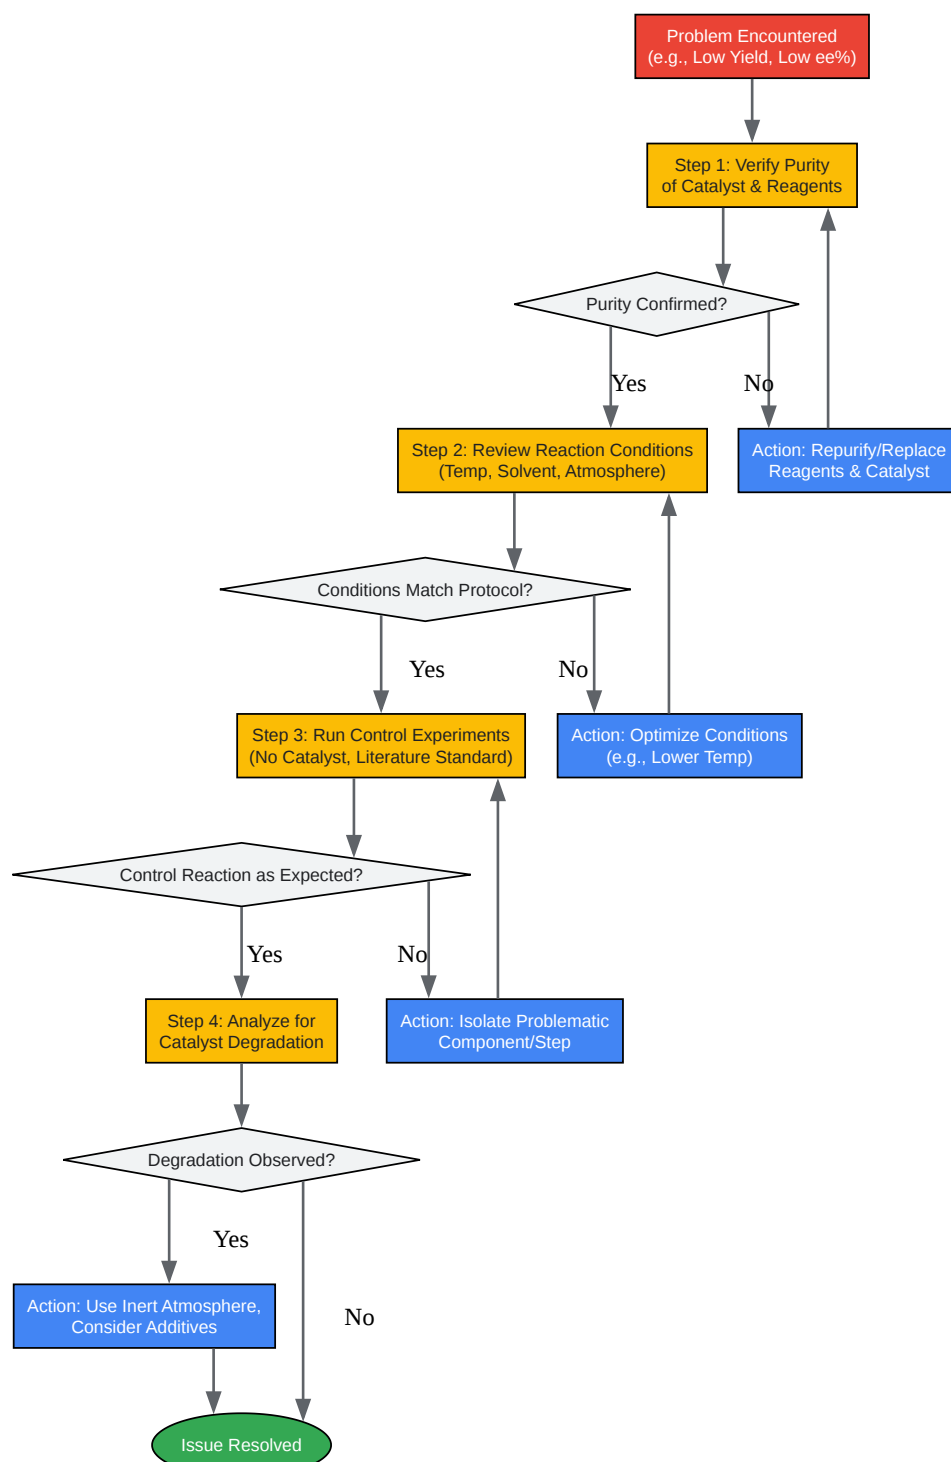 Problem Encountered
(e.g., Low Yield, Low ee%)
Step 1: Verify Purity
of Catalyst & Reagents
Purity Confirmed?
Yes
No
Step 2: Review Reaction Conditions
(Temp, Solvent, Atmosphere)
Action: Repurify/Replace
Reagents & Catalyst
Conditions Match Protocol?
Yes
No
Step 3: Run Control Experiments
(No Catalyst, Literature Standard)
Action: Optimize Conditions
(e.g., Lower Temp)
Control Reaction as Expected?
Yes
No
Step 4: Analyze for
Catalyst Degradation
Action: Isolate Problematic
Component/Step
Degradation Observed?
Yes
No
Action: Use Inert Atmosphere,
Consider Additives
Issue Resolved